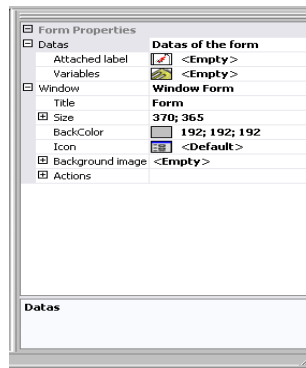 Form Properties
Datas Datas of the form
Attached label <Empty>
Variables <Empty>
Window Window Form
Title Form
Size 370; 365
BackColor 192; 192; 192
Icon <Default>
Background image <Empty>
Actions
Datas